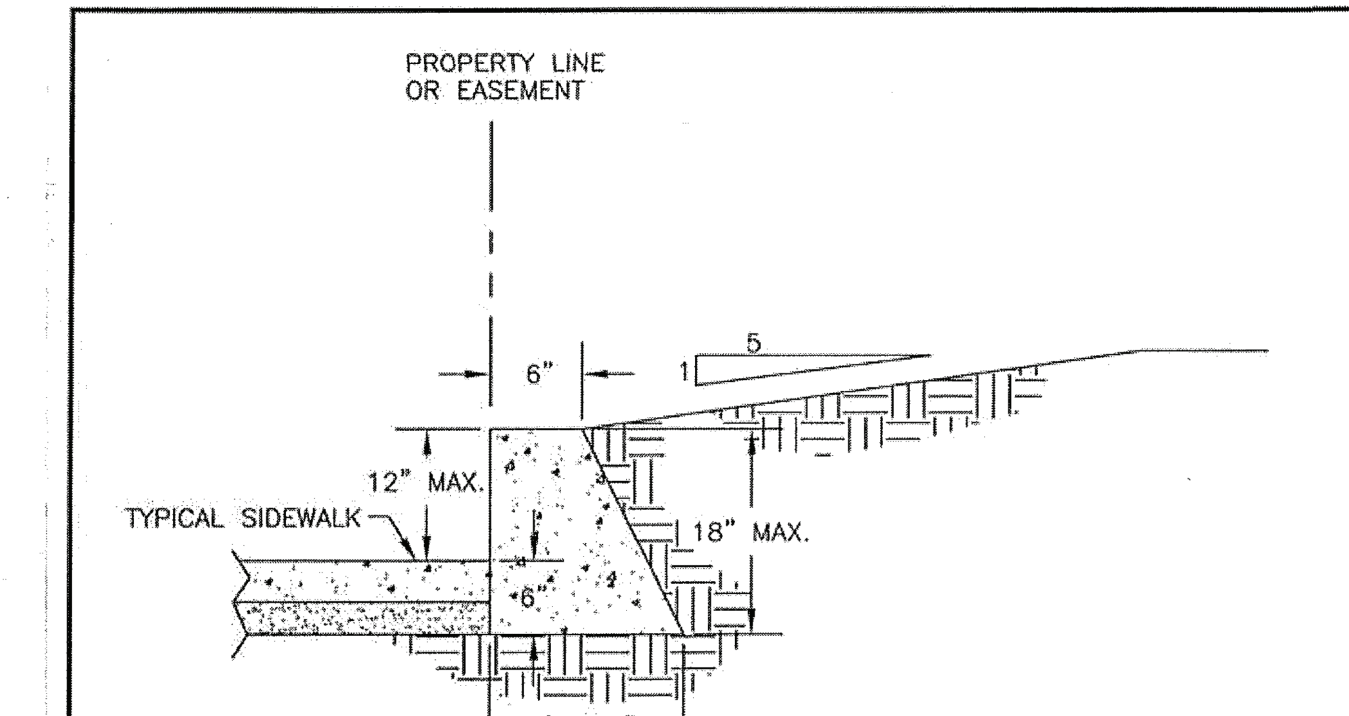 PROPERTY LINE
OR EASEMENT
5
1
6"
12" MAX.
TYPICAL SIDEWALK
18" MAX.
6"